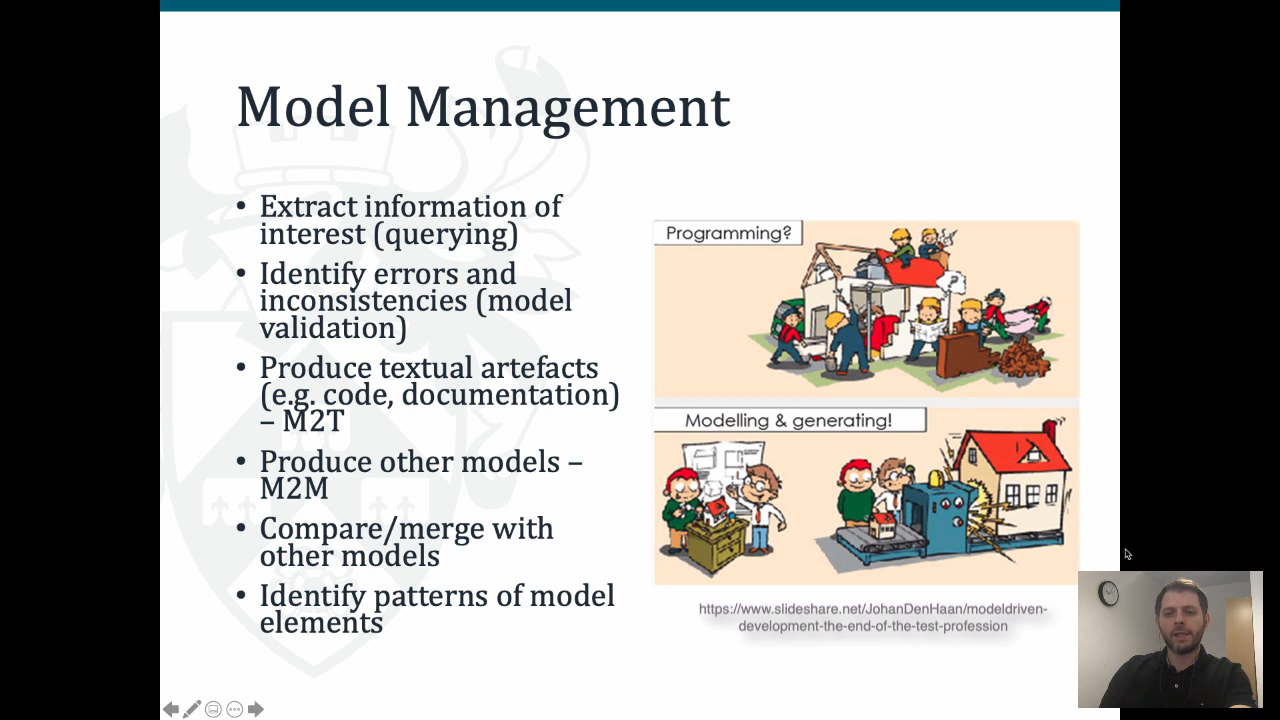 Model Management
• Extract information of
interest (querying)
• Identify errors and
inconsistencies (model
validation)
• Produce textual artefacts
(e.g. code, documentation)
– M2T
• Produce other models –
M2M
• Compare/merge with
other models
• Identify patterns of model
elements
Programming?
Modelling & generating!
https://www.slideshare.net/JohanDenHaan/modeldriven-
development-the-end-of-the-test-profession